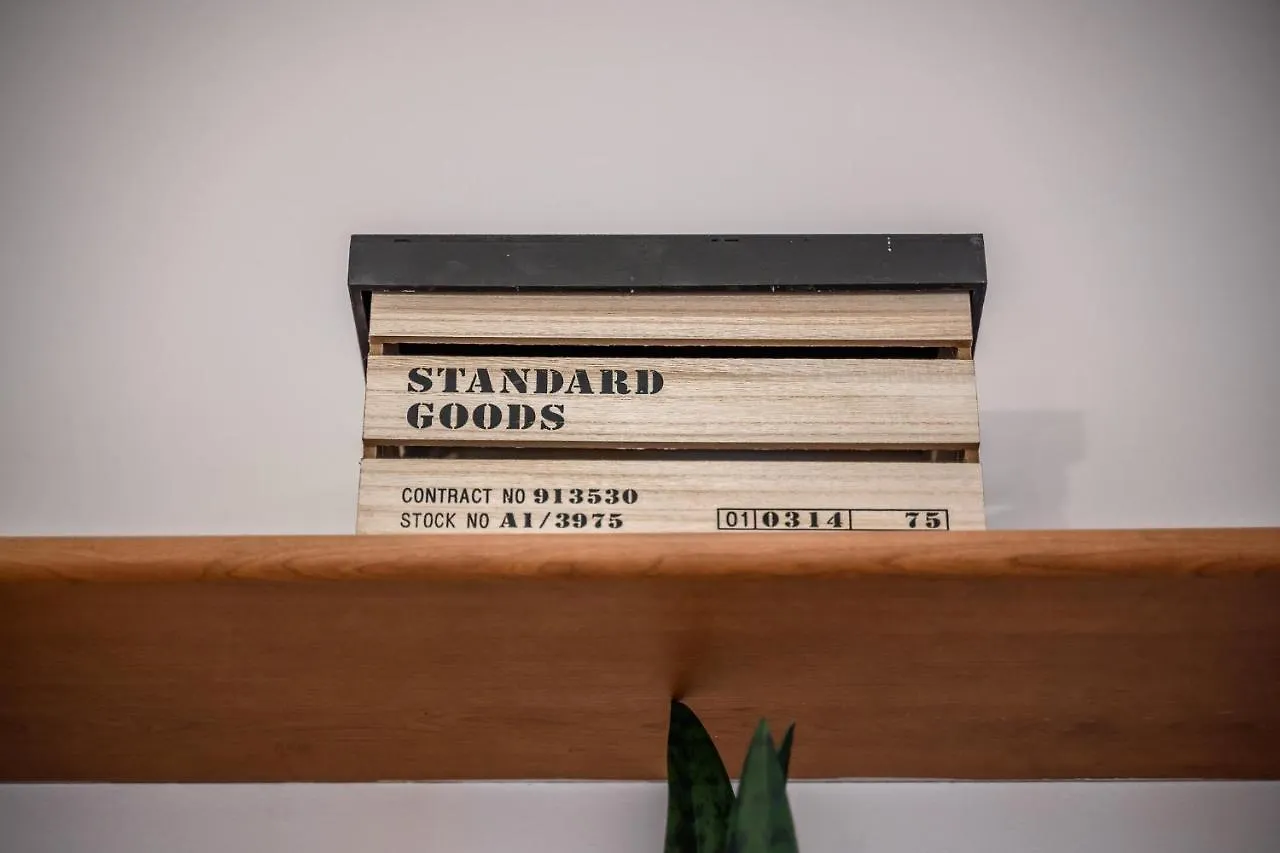 STANDARD
GOODS
CONTRACT NO 913530
STOCK NO A1/3975
01 0314 75